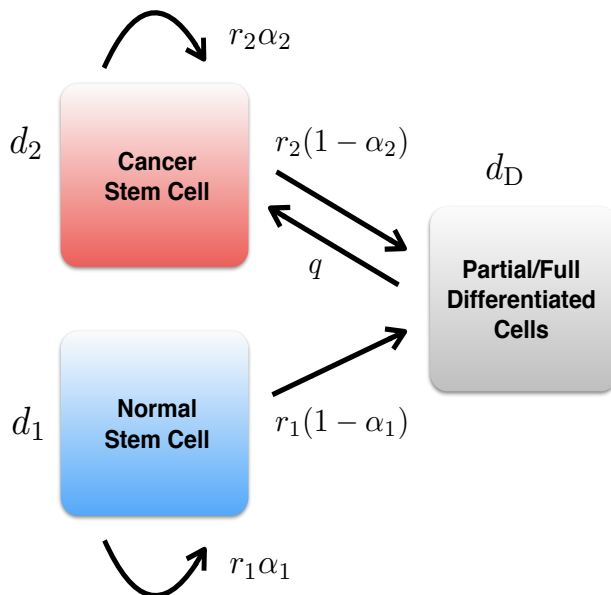 r₂α₂
d₂
Cancer
Stem Cell
r₂(1 − α₂)
d_D
q
Partial/Full
Differentiated
Cells
d₁
Normal
Stem Cell
r₁(1 − α₁)
r₁α₁